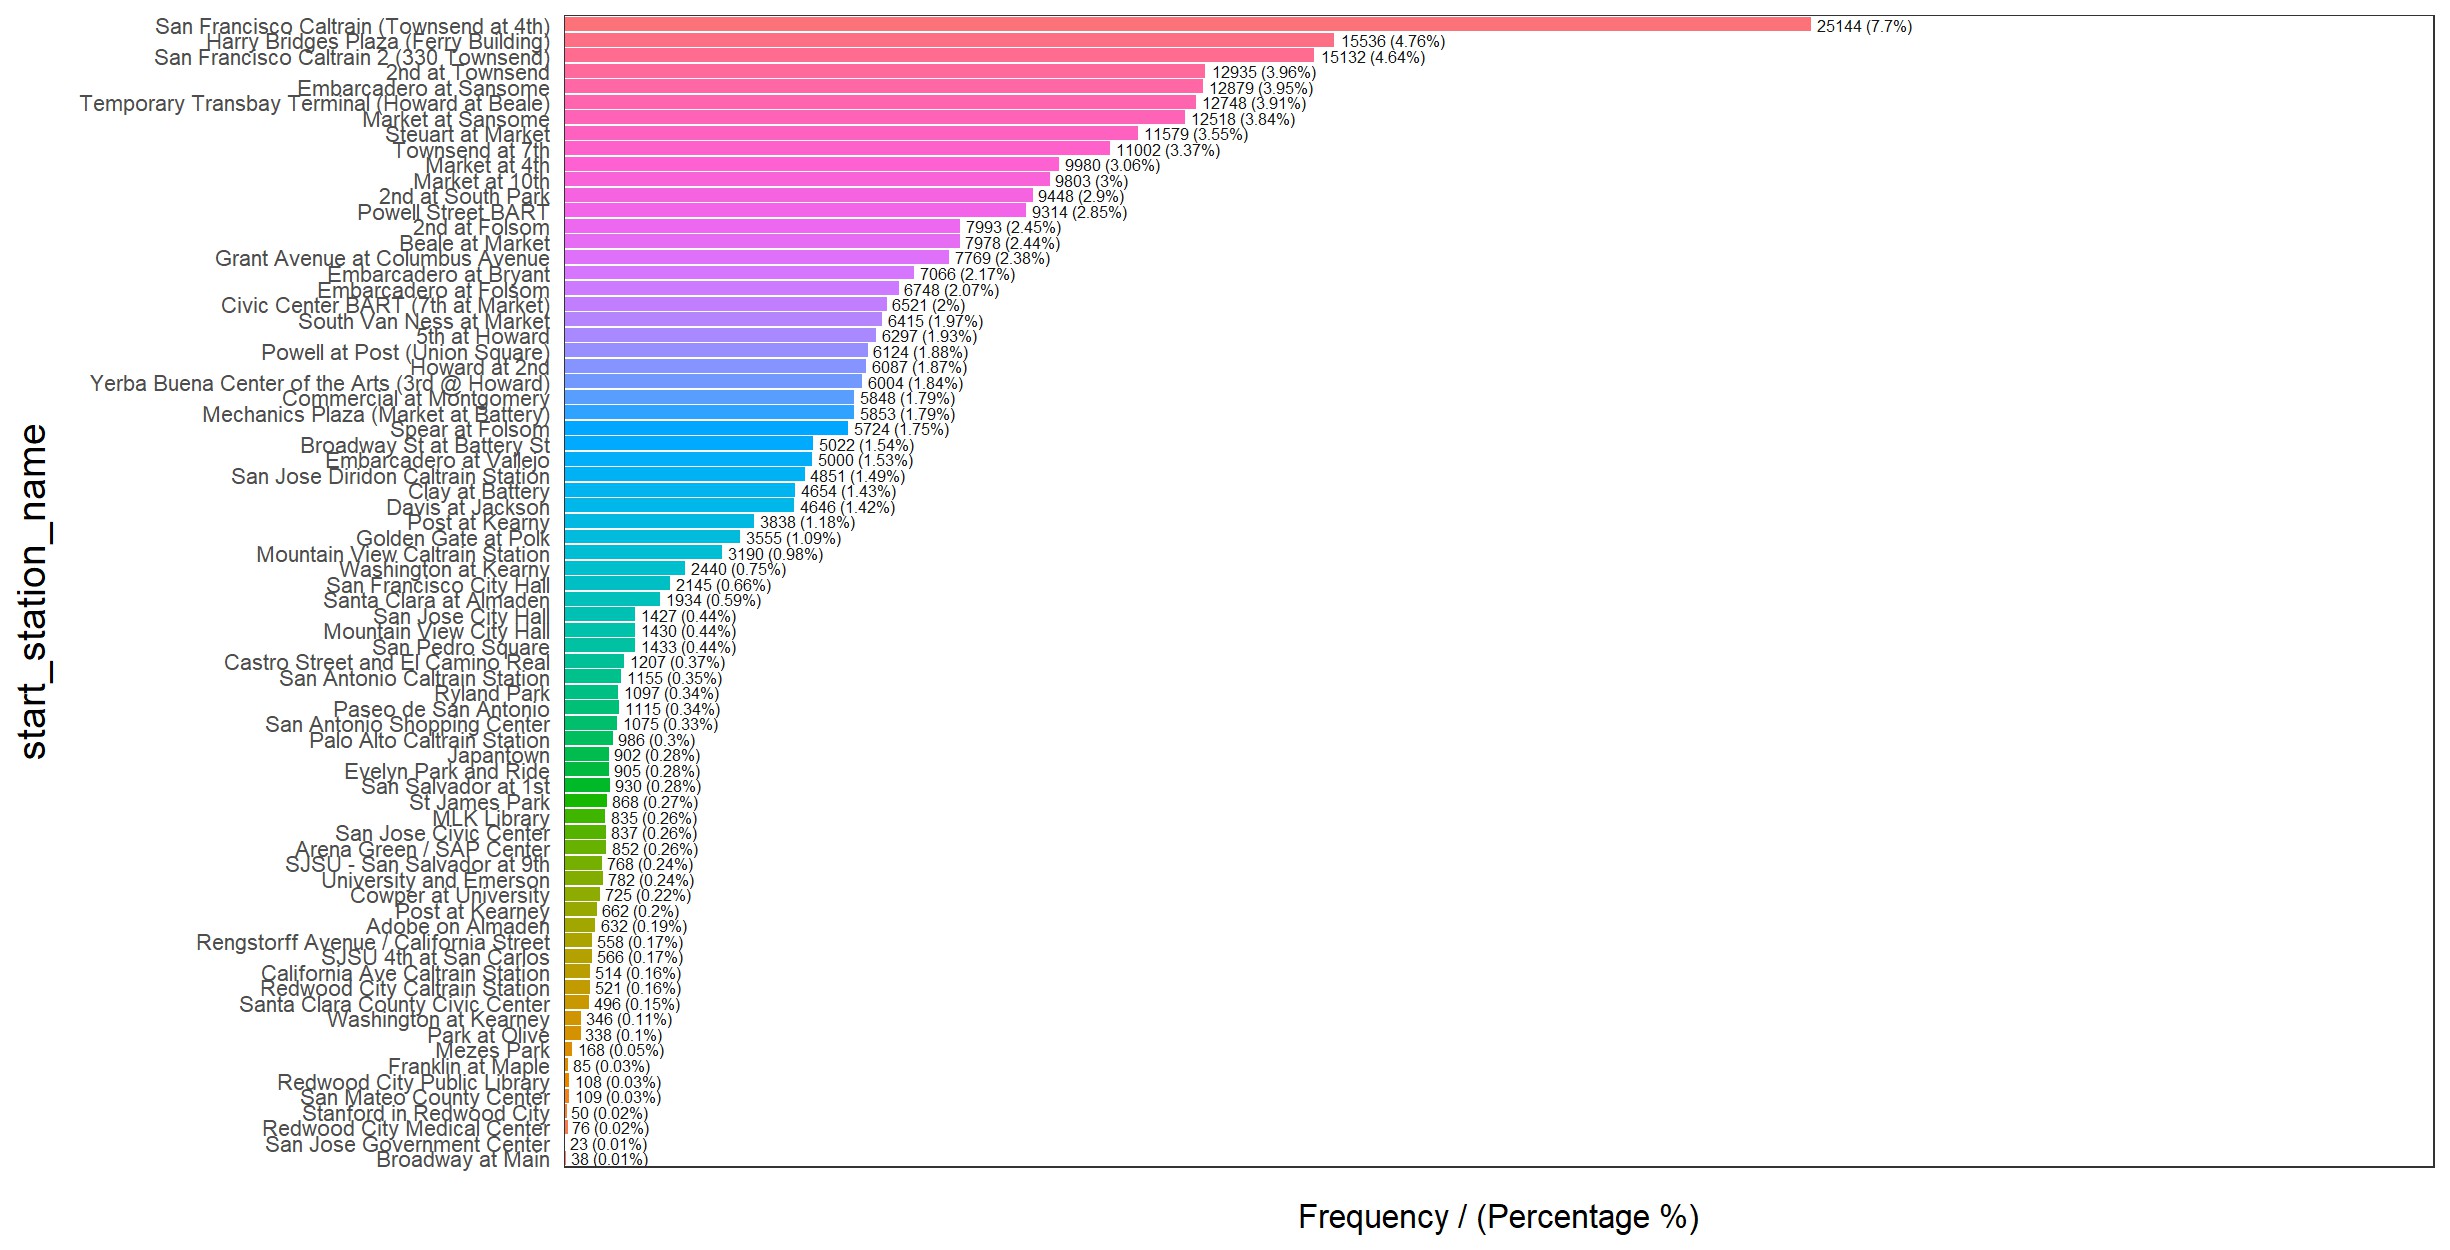 San Francisco Caltrain (Townsend at 4th) 25144 (7.7%)
Harry Bridges Plaza (Ferry Building) 15536 (4.76%)
San Francisco Caltrain 2 (330 Townsend) 15132 (4.64%)
2nd at Townsend 12935 (3.96%)
Embarcadero at Sansome 12879 (3.95%)
Temporary Transbay Terminal (Howard at Beale) 12748 (3.91%)
Market at Sansome 12518 (3.84%)
Steuart at Market 11579 (3.55%)
Townsend at 7th 11002 (3.37%)
Market at 4th 9980 (3.06%)
Market at 10th 9803 (3%)
2nd at South Park 9448 (2.9%)
Powell Street BART 9314 (2.85%)
2nd at Folsom 7993 (2.45%)
Beale at Market 7978 (2.44%)
Grant Avenue at Columbus Avenue 7769 (2.38%)
Embarcadero at Bryant 7066 (2.17%)
Embarcadero at Folsom 6748 (2.07%)
Civic Center BART (7th at Market) 6521 (2%)
South Van Ness at Market 6415 (1.97%)
5th at Howard 6297 (1.93%)
Powell at Post (Union Square) 6124 (1.88%)
Howard at 2nd 6087 (1.87%)
Yerba Buena Center of the Arts (3rd @ Howard) 6004 (1.84%)
Commercial at Montgomery 5848 (1.79%)
Mechanics Plaza (Market at Battery) 5853 (1.79%)
Spear at Folsom 5724 (1.75%)
Broadway St at Battery St 5022 (1.54%)
Embarcadero at Vallejo 5000 (1.53%)
San Jose Diridon Caltrain Station 4851 (1.49%)
Clay at Battery 4654 (1.43%)
Davis at Jackson 4646 (1.42%)
Post at Kearny 3838 (1.18%)
Golden Gate at Polk 3555 (1.09%)
Mountain View Caltrain Station 3190 (0.98%)
Washington at Kearny 2440 (0.75%)
San Francisco City Hall 2145 (0.66%)
Santa Clara at Almaden 1934 (0.59%)
San Jose City Hall 1427 (0.44%)
Mountain View City Hall 1430 (0.44%)
San Pedro Square 1433 (0.44%)
Castro Street and El Camino Real 1207 (0.37%)
San Antonio Caltrain Station 1155 (0.35%)
Ryland Park 1097 (0.34%)
Paseo de San Antonio 1115 (0.34%)
San Antonio Shopping Center 1075 (0.33%)
Palo Alto Caltrain Station 986 (0.3%)
Japantown 902 (0.28%)
Evelyn Park and Ride 905 (0.28%)
San Salvador at 1st 930 (0.28%)
St James Park 868 (0.27%)
MLK Library 835 (0.26%)
San Jose Civic Center 837 (0.26%)
Arena Green / SAP Center 852 (0.26%)
SJSU - San Salvador at 9th 768 (0.24%)
University and Emerson 782 (0.24%)
Cowper at University 725 (0.22%)
Post at Kearney 662 (0.2%)
Adobe on Almaden 632 (0.19%)
Rengstorff Avenue / California Street 558 (0.17%)
SJSU 4th at San Carlos 566 (0.17%)
California Ave Caltrain Station 514 (0.16%)
Redwood City Caltrain Station 521 (0.16%)
Santa Clara County Civic Center 496 (0.15%)
Washington at Kearney 346 (0.11%)
Park at Olive 338 (0.1%)
Mezes Park 168 (0.05%)
Franklin at Maple 85 (0.03%)
Redwood City Public Library 108 (0.03%)
San Mateo County Center 109 (0.03%)
Stanford in Redwood City 50 (0.02%)
Redwood City Medical Center 76 (0.02%)
San Jose Government Center 23 (0.01%)
Broadway at Main 38 (0.01%)
start_station_name
Frequency / (Percentage %)